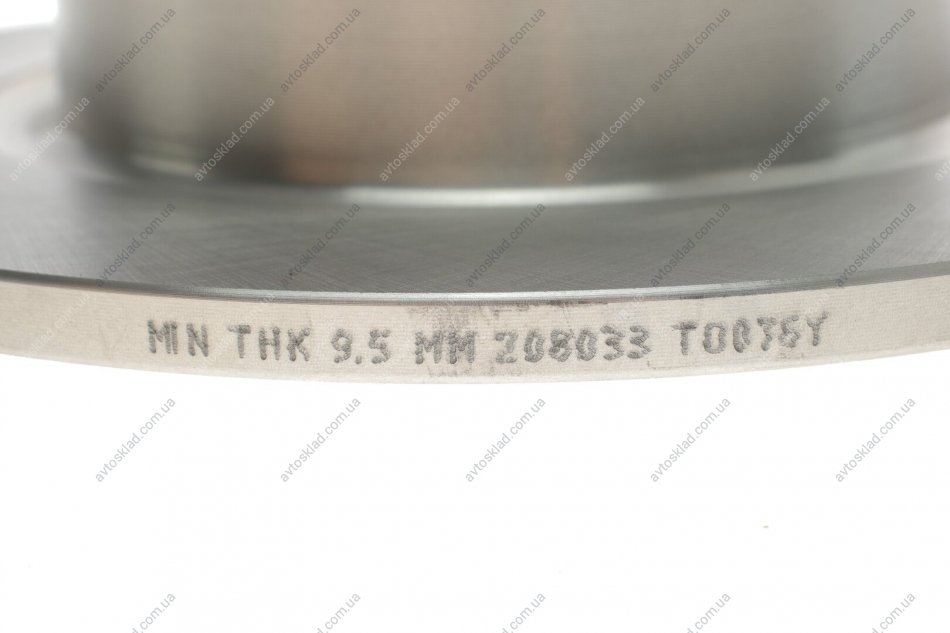 MIN THK 9.5 MM 208033 T0075Y
avtosklad.com.ua